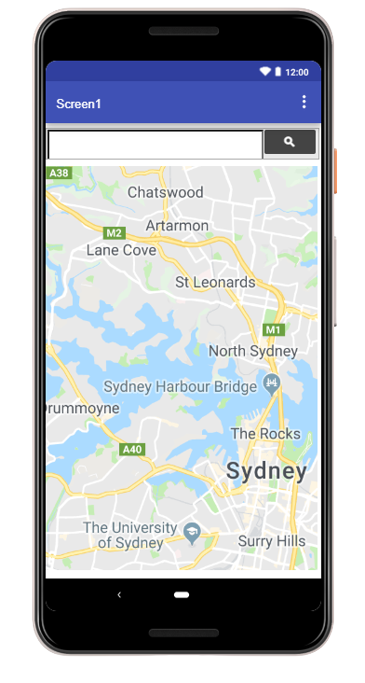 12:00
Screen1
A38
Chatswood
Artarmon
M2
Lane Cove
St Leonards
M1
North Sydney
Sydney Harbour Bridge
Drummoyne
The Rocks
A40
Sydney
The University
of Sydney
Surry Hills